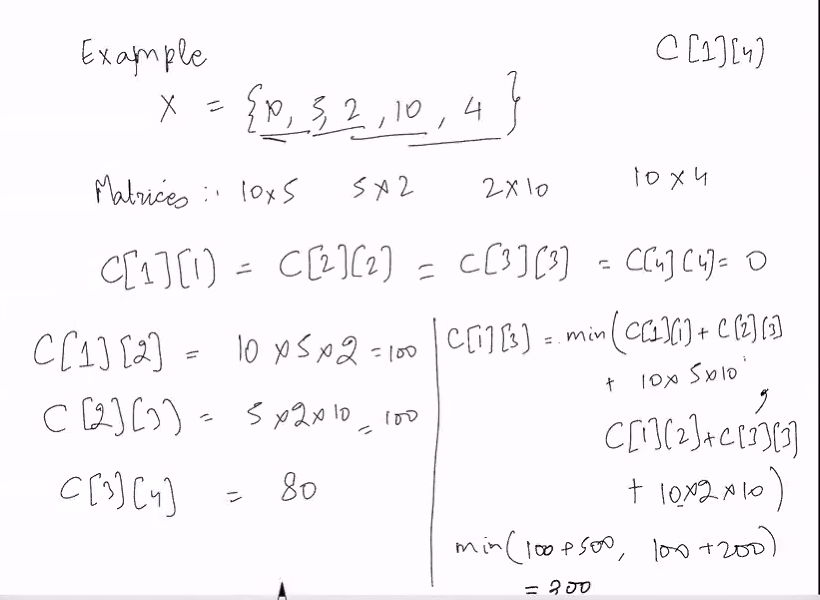 Example
C[1][4]
X = {10, 5, 2, 10, 4}
Matrices :- 10x5 5x2 2x10 10x4
C[1][1] = C[2][2] = C[3][3] = C[4][4] = 0
C[1][2] = 10x5x2 = 100
C[2][3] = 5x2x10 = 100
C[3][4] = 80
C[1][3] = min(C[1][1] + C[2][3]
+ 10x5x10,
C[1][2] + C[3][3]
+ 10x2x10)
min(100+500, 100+200)
= 300